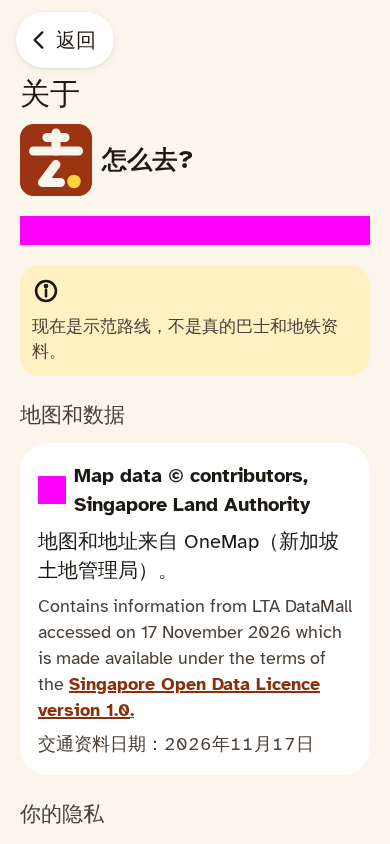 返回
关于
怎么去?
现在是示范路线，不是真的巴士和地铁资
料。
地图和数据
Map data © contributors,
Singapore Land Authority
地图和地址来自 OneMap（新加坡
土地管理局）。
Contains information from LTA DataMall
accessed on 17 November 2026 which
is made available under the terms of
the Singapore Open Data Licence
version 1.0.
交通资料日期：2026年11月17日
你的隐私